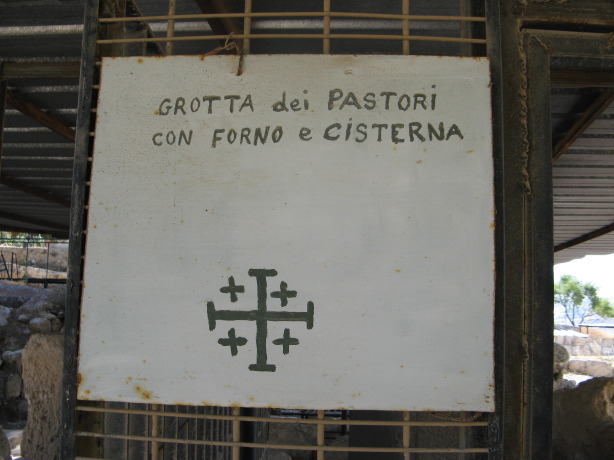 GROTTA dei PASTORI
CON FORNO e CISTERNA